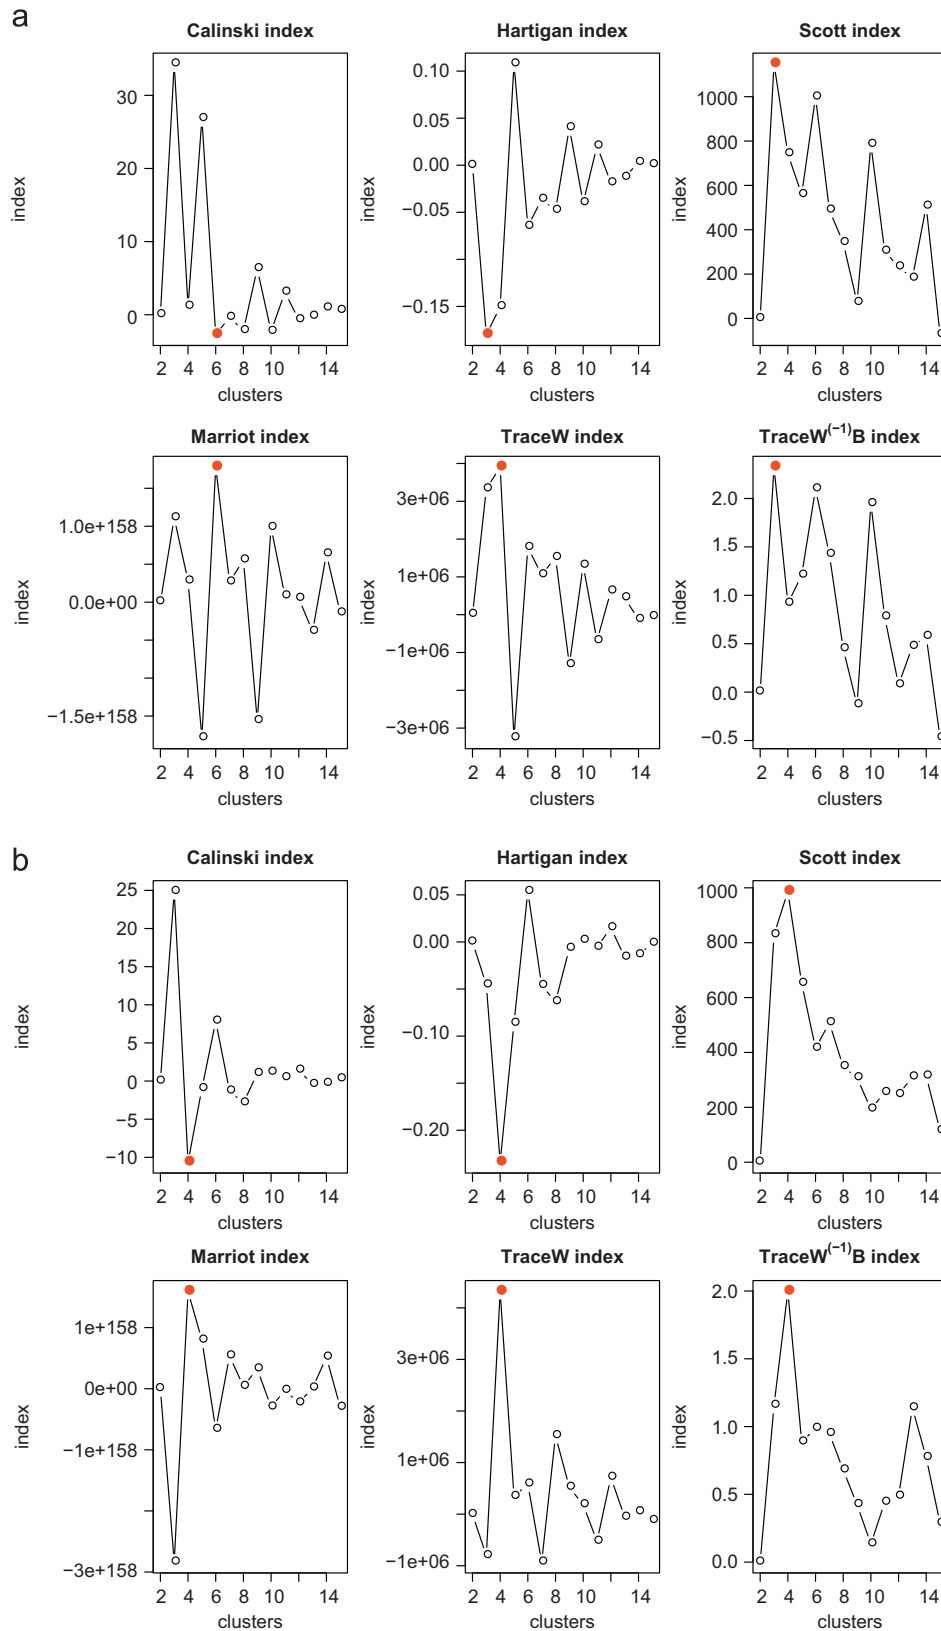 a
Calinski index
Hartigan index
Scott index
index
30
20
10
0
2 4 6 8 10 14
clusters
index
0.10
0.05
0.00
−0.05
−0.15
2 4 6 8 10 14
clusters
index
1000
800
600
400
200
0
2 4 6 8 10 14
clusters
Marriot index
TraceW index
TraceW(−1)B index
index
1.0e+158
0.0e+00
−1.5e+158
2 4 6 8 10 14
clusters
index
3e+06
1e+06
−1e+06
−3e+06
2 4 6 8 10 14
clusters
index
2.0
1.5
1.0
0.5
0.0
−0.5
2 4 6 8 10 14
clusters
b
Calinski index
Hartigan index
Scott index
index
25
20
15
10
5
0
−5
−10
2 4 6 8 10 14
clusters
index
0.05
0.00
−0.10
−0.20
2 4 6 8 10 14
clusters
index
1000
800
600
400
200
0
2 4 6 8 10 14
clusters
Marriot index
TraceW index
TraceW(−1)B index
index
1e+158
0e+00
−1e+158
−3e+158
2 4 6 8 10 14
clusters
index
3e+06
1e+06
−1e+06
2 4 6 8 10 14
clusters
index
2.0
1.5
1.0
0.5
0.0
2 4 6 8 10 14
clusters